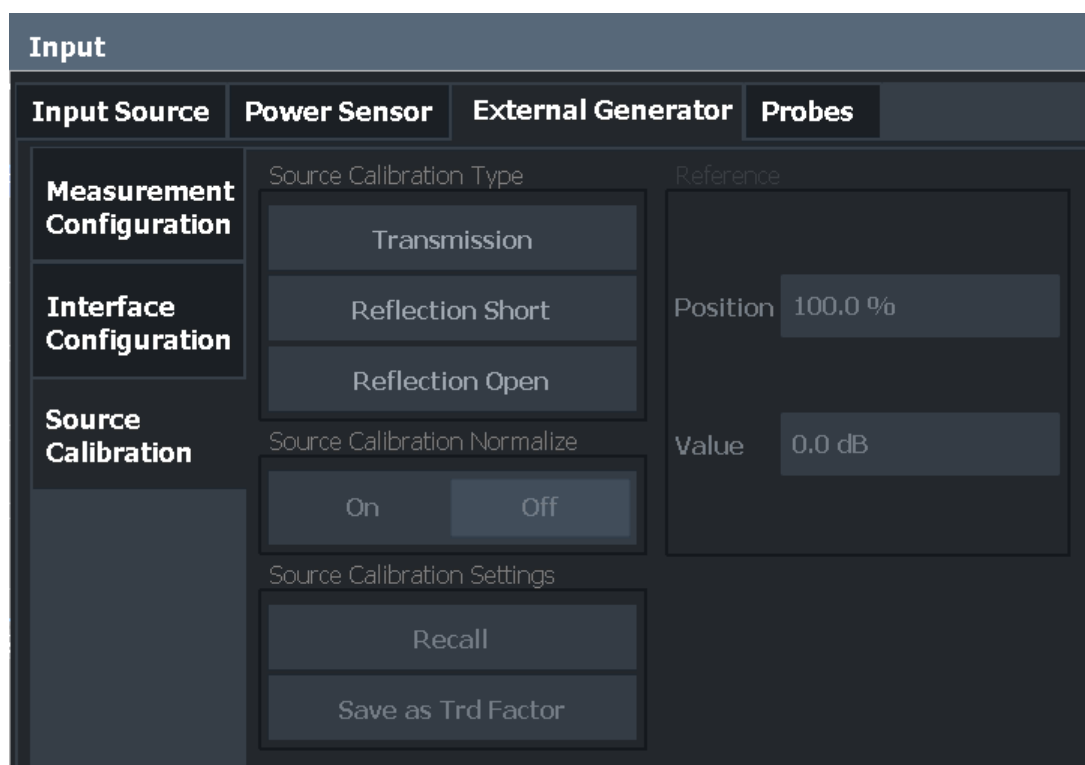 Input
Input Source
Power Sensor
External Generator
Probes
Measurement
Configuration
Interface
Configuration
Source
Calibration
Source Calibration Type
Transmission
Reflection Short
Reflection Open
Source Calibration Normalize
On
Off
Source Calibration Settings
Recall
Save as Trd Factor
Reference
Position
100.0 %
Value
0.0 dB